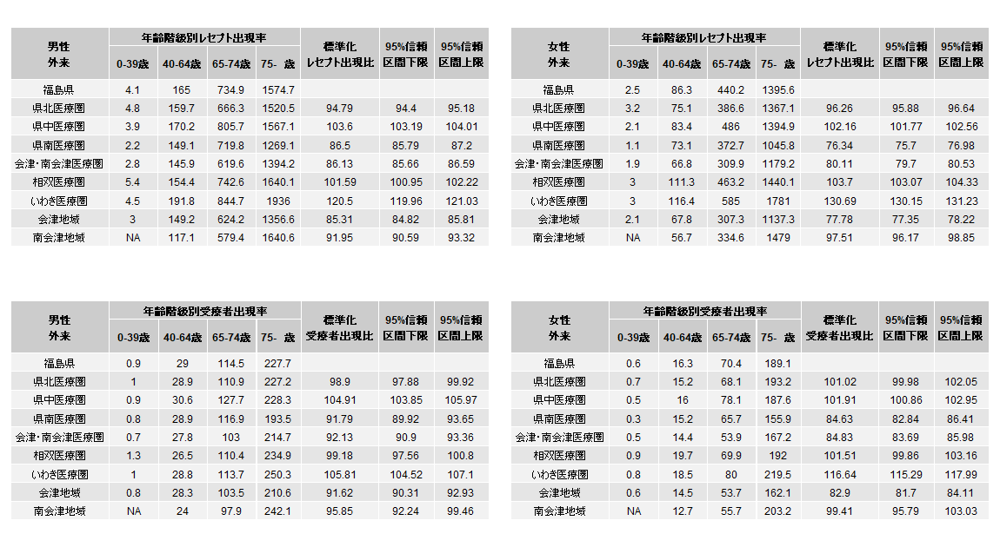 男性
外来 年齢階級別レセプト出現率 標準化
レセプト出現比 95%信頼
区間下限 95%信頼
区間上限
0-39歳 40-64歳 65-74歳 75- 歳
福島県 4.1 165 734.9 1574.7
県北医療圏 4.8 159.7 666.3 1520.5 94.79 94.4 95.18
県中医療圏 3.9 170.2 805.7 1567.1 103.6 103.19 104.01
県南医療圏 2.2 149.1 719.8 1269.1 86.5 85.79 87.2
会津・南会津医療圏 2.8 145.9 619.6 1394.2 86.13 85.66 86.59
相双医療圏 5.4 154.4 742.6 1640.1 101.59 100.95 102.22
いわき医療圏 4.5 191.8 844.7 1936 120.5 119.96 121.03
会津地域 3 149.2 624.2 1356.6 85.31 84.82 85.81
南会津地域 NA 117.1 579.4 1640.6 91.95 90.59 93.32
女性
外来 年齢階級別レセプト出現率 標準化
レセプト出現比 95%信頼
区間下限 95%信頼
区間上限
0-39歳 40-64歳 65-74歳 75- 歳
福島県 2.5 86.3 440.2 1395.6
県北医療圏 3.2 75.1 386.6 1367.1 96.26 95.88 96.64
県中医療圏 2.1 83.4 486 1394.9 102.16 101.77 102.56
県南医療圏 1.1 73.1 372.7 1045.8 76.34 75.7 76.98
会津・南会津医療圏 1.9 66.8 309.9 1179.2 80.11 79.7 80.53
相双医療圏 3 111.3 463.2 1440.1 103.7 103.07 104.33
いわき医療圏 3 116.4 585 1781 130.69 130.15 131.23
会津地域 2.1 67.8 307.3 1137.3 77.78 77.35 78.22
南会津地域 NA 56.7 334.6 1479 97.51 96.17 98.85
男性
外来 年齢階級別受療者出現率 標準化
受療者出現比 95%信頼
区間下限 95%信頼
区間上限
0-39歳 40-64歳 65-74歳 75- 歳
福島県 0.9 29 114.5 227.7
県北医療圏 1 28.9 110.9 227.2 98.9 97.88 99.92
県中医療圏 0.9 30.6 127.7 228.3 104.91 103.85 105.97
県南医療圏 0.8 28.9 116.9 193.5 91.79 89.92 93.65
会津・南会津医療圏 0.7 27.8 103 214.7 92.13 90.9 93.36
相双医療圏 1.3 26.5 110.4 234.9 99.18 97.56 100.8
いわき医療圏 1 28.8 113.7 250.3 105.81 104.52 107.1
会津地域 0.8 28.3 103.5 210.6 91.62 90.31 92.93
南会津地域 NA 24 97.9 242.1 95.85 92.24 99.46
女性
外来 年齢階級別受療者出現率 標準化
受療者出現比 95%信頼
区間下限 95%信頼
区間上限
0-39歳 40-64歳 65-74歳 75- 歳
福島県 0.6 16.3 70.4 189.1
県北医療圏 0.7 15.2 68.1 193.2 101.02 99.98 102.05
県中医療圏 0.5 16 78.1 187.6 101.91 100.86 102.95
県南医療圏 0.3 15.2 65.7 155.9 84.63 82.84 86.41
会津・南会津医療圏 0.5 14.4 53.9 167.2 84.83 83.69 85.98
相双医療圏 0.9 19.7 69.9 192 101.51 99.86 103.16
いわき医療圏 0.8 18.5 80 219.5 116.64 115.29 117.99
会津地域 0.6 14.5 53.7 162.1 82.9 81.7 84.11
南会津地域 NA 12.7 55.7 203.2 99.41 95.79 103.03